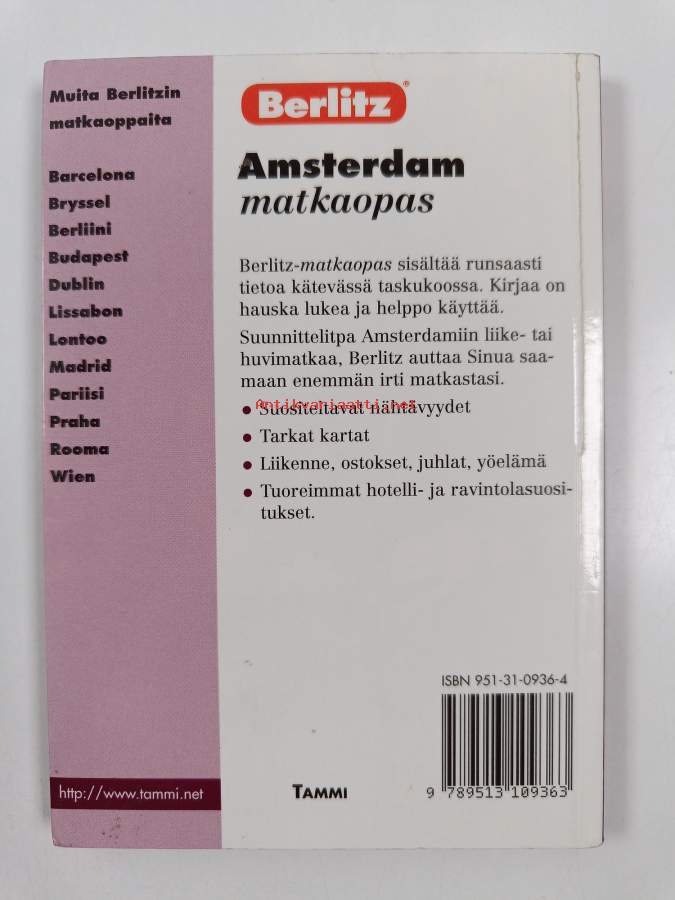 Muita Berlitzin
matkaoppaita
Barcelona
Bryssel
Berliini
Budapest
Dublin
Lissabon
Lontoo
Madrid
Pariisi
Praha
Rooma
Wien
http://www.tammi.net
Berlitz®
Amsterdam
matkaopas
Berlitz-matkaopas sisältää runsaasti
tietoa kätevässä taskukoossa. Kirjaa on
hauska lukea ja helppo käyttää.
Suunnittelitpa Amsterdamiin liike- tai
huvimatkaa, Berlitz auttaa Sinua saa-
maan enemmän irti matkastasi.
Antikvariaatti.net
• Suositeltavat nähtävyydet
• Tarkat kartat
• Liikenne, ostokset, juhlat, yöelämä
• Tuoreimmat hotelli- ja ravintolasuosi-
tukset.
ISBN 951-31-0936-4
TAMMI
9 789513 109363